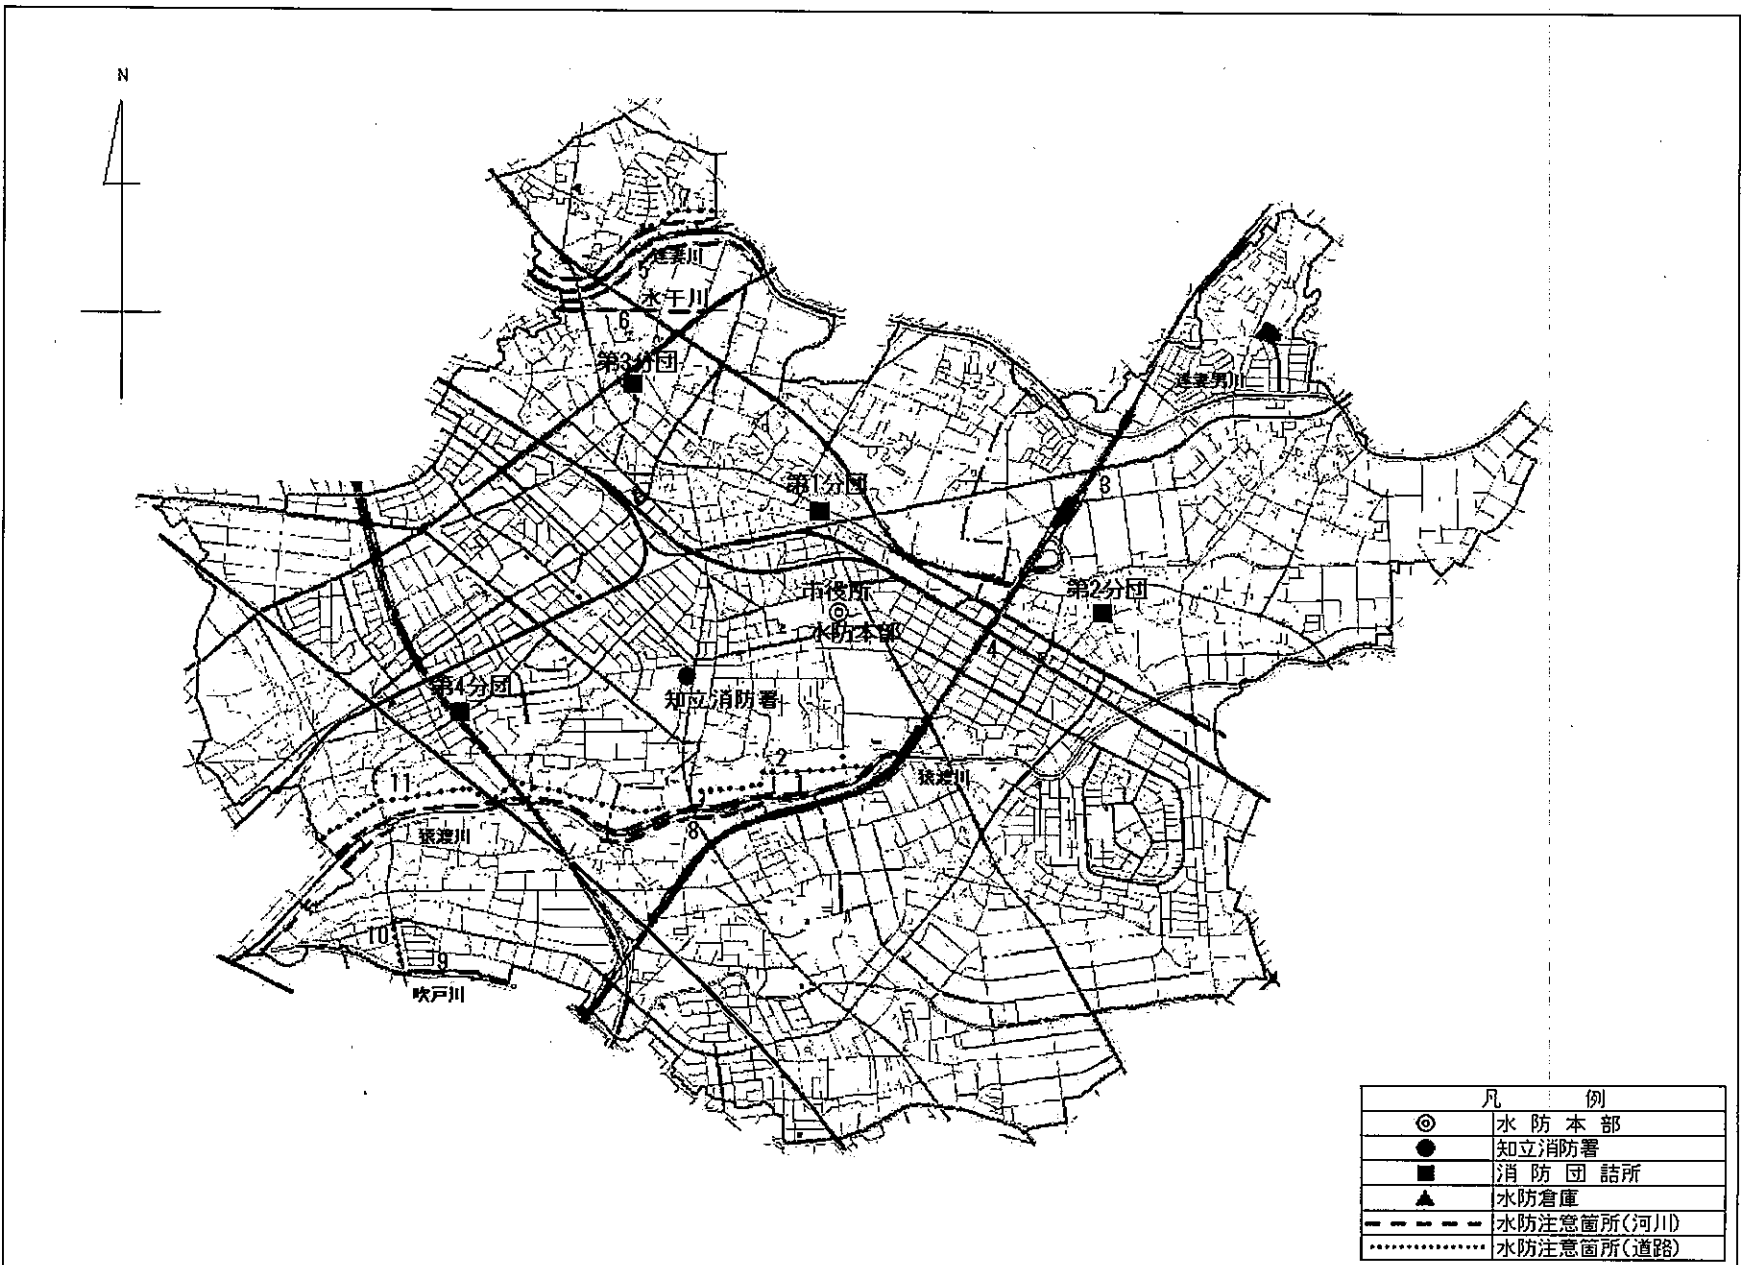 N
7
逢妻川
5
水干川
6
第3分団
逢妻男川
第1分団
3
市役所
水防本部
第2分団
4
第4分団
知立消防署
2
1
猿渡川
11
猿渡川
8
10
9
吹戸川
凡 例
◎ 水防本部
● 知立消防署
■ 消防団詰所
▲ 水防倉庫
水防注意箇所(河川)
水防注意箇所(道路)